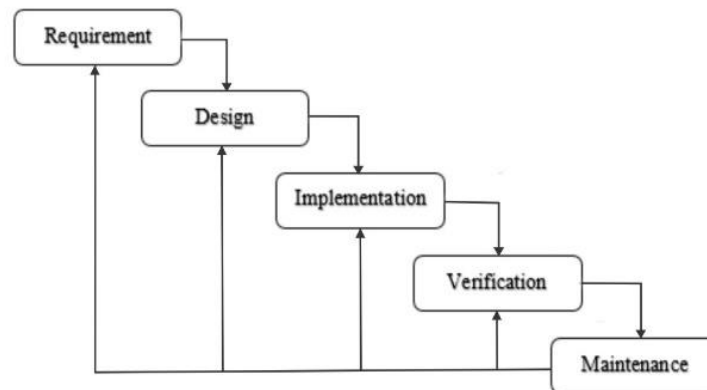 Requirement
Design
Implementation
Verification
Maintenance